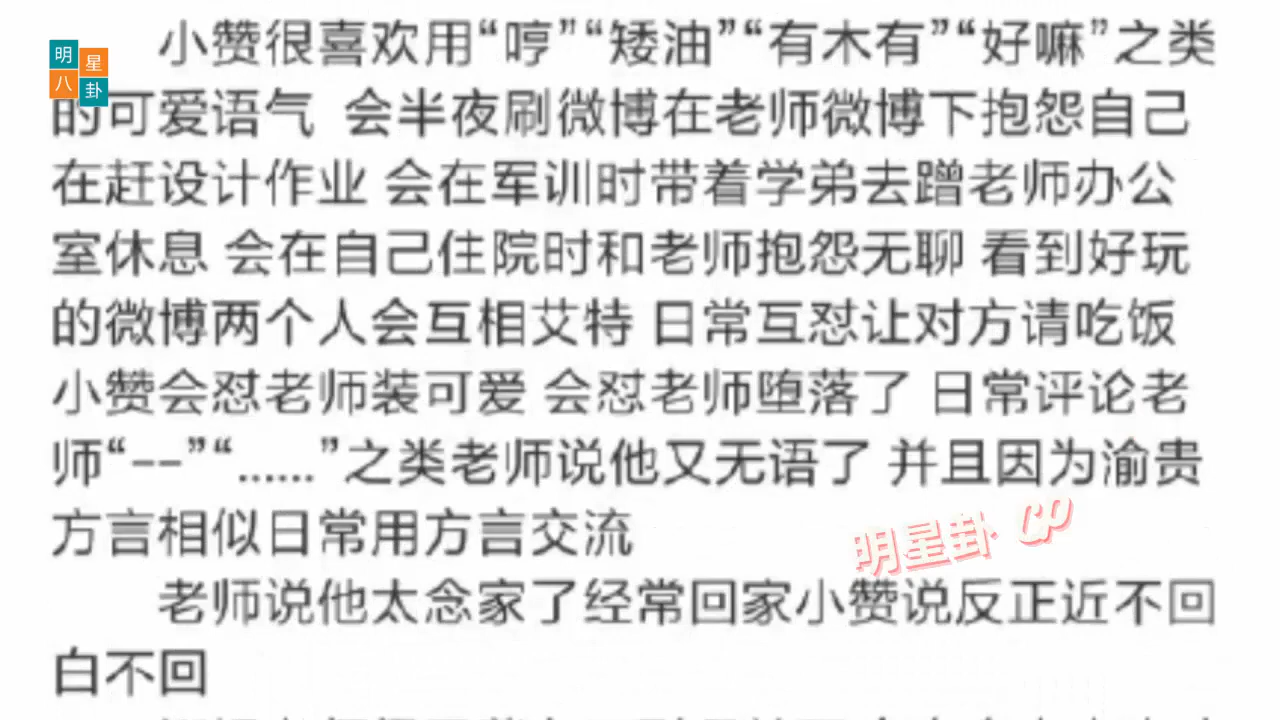 小赞很喜欢用“哼”“矮油”“有木有”“好嘛”之类
明星八卦
的可爱语气 会半夜刷微博在老师微博下抱怨自己
在赶设计作业 会在军训时带着学弟去蹭老师办公
室休息 会在自己住院时和老师抱怨无聊 看到好玩
的微博两个人会互相艾特 日常互怼让对方请吃饭
小赞会怼老师装可爱 会怼老师堕落了 日常评论老
师“--”“......”之类老师说他又无语了 并且因为渝贵
方言相似日常用方言交流
明星卦 CP
老师说他太念家了经常回家小赞说反正近不回
白不回